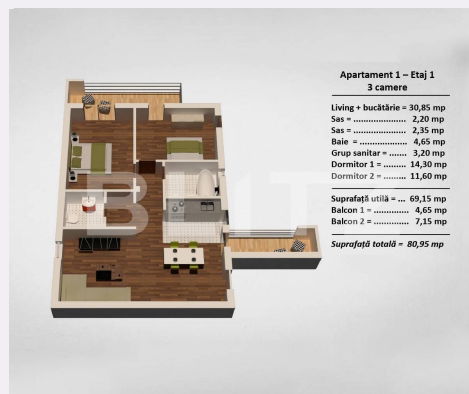 Apartament 1 – Etaj 1
3 camere
Living + bucătărie = 30,85 mp
Sas = ...................... 2,20 mp
Sas = ...................... 2,35 mp
Baie = .................... 4,65 mp
Grup sanitar = ....... 3,20 mp
Dormitor 1 = ........ 14,30 mp
Dormitor 2 = ........ 11,60 mp
Suprafață utilă = ... 69,15 mp
Balcon 1 = ............. 4,65 mp
Balcon 2 = ............. 7,15 mp
Suprafață totală = 80,95 mp
BLITZ